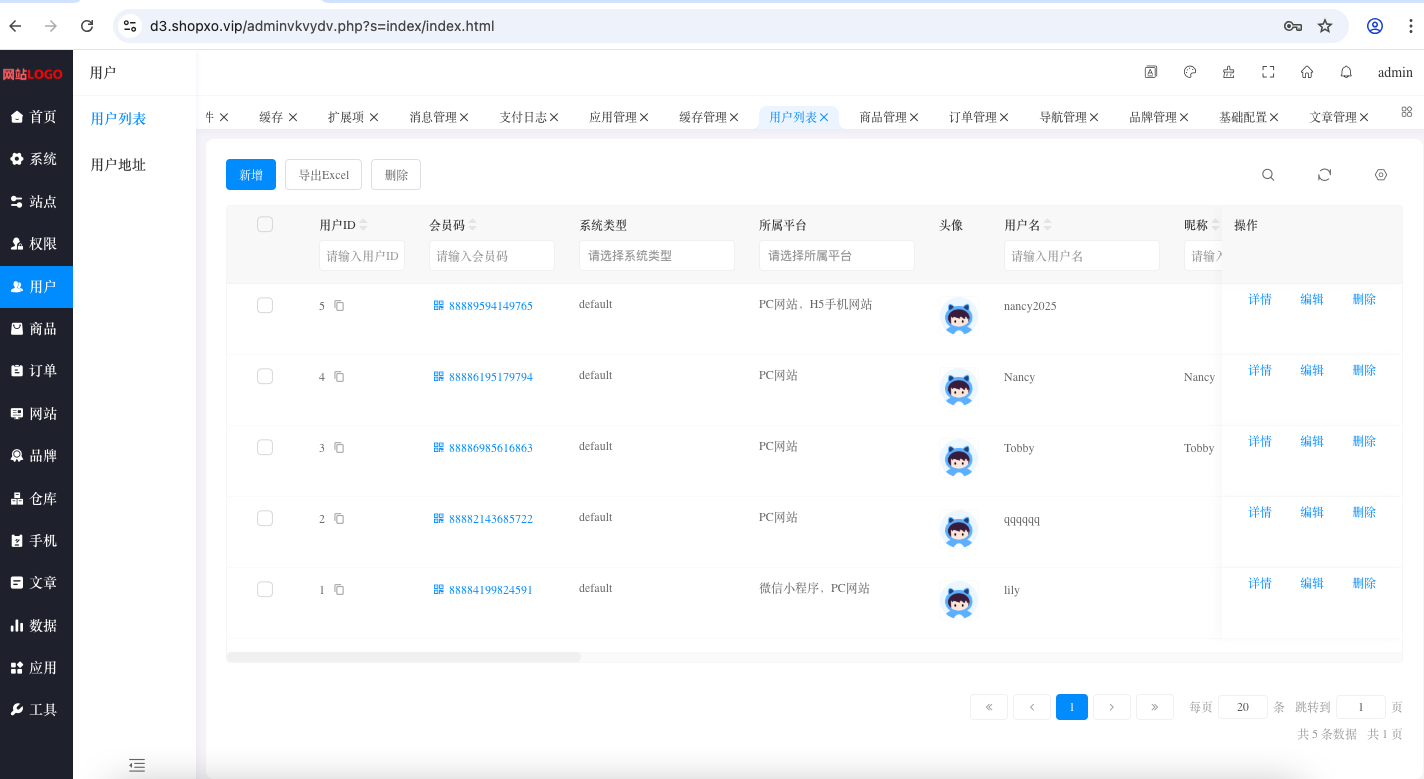 d3.shopxo.vip/adminvkvydv.php?s=index/index.html
网站LOGO
首页
系统
站点
权限
用户
商品
订单
网站
品牌
仓库
手机
文章
数据
应用
工具
用户
用户列表
用户地址
admin
件 缓存 扩展项 消息管理 支付日志 应用管理 缓存管理 用户列表 商品管理 订单管理 导航管理 品牌管理 基础配置 文章管理
新增 导出Excel 删除
用户ID 会员码 系统类型 所属平台 头像 用户名 昵称 操作
请输入用户ID 请输入会员码 请选择系统类型 请选择所属平台 请输入用户名 请输入
5 88889594149765 default PC网站，H5手机网站 nancy2025 详情 编辑 删除
4 88886195179794 default PC网站 Nancy Nancy 详情 编辑 删除
3 88886985616863 default PC网站 Tobby Tobby 详情 编辑 删除
2 88882143685722 default PC网站 qqqqqq 详情 编辑 删除
1 88884199824591 default 微信小程序，PC网站 lily 详情 编辑 删除
« ‹ 1 › » 每页 20 条 跳转到 1 页
共 5 条数据 共 1 页